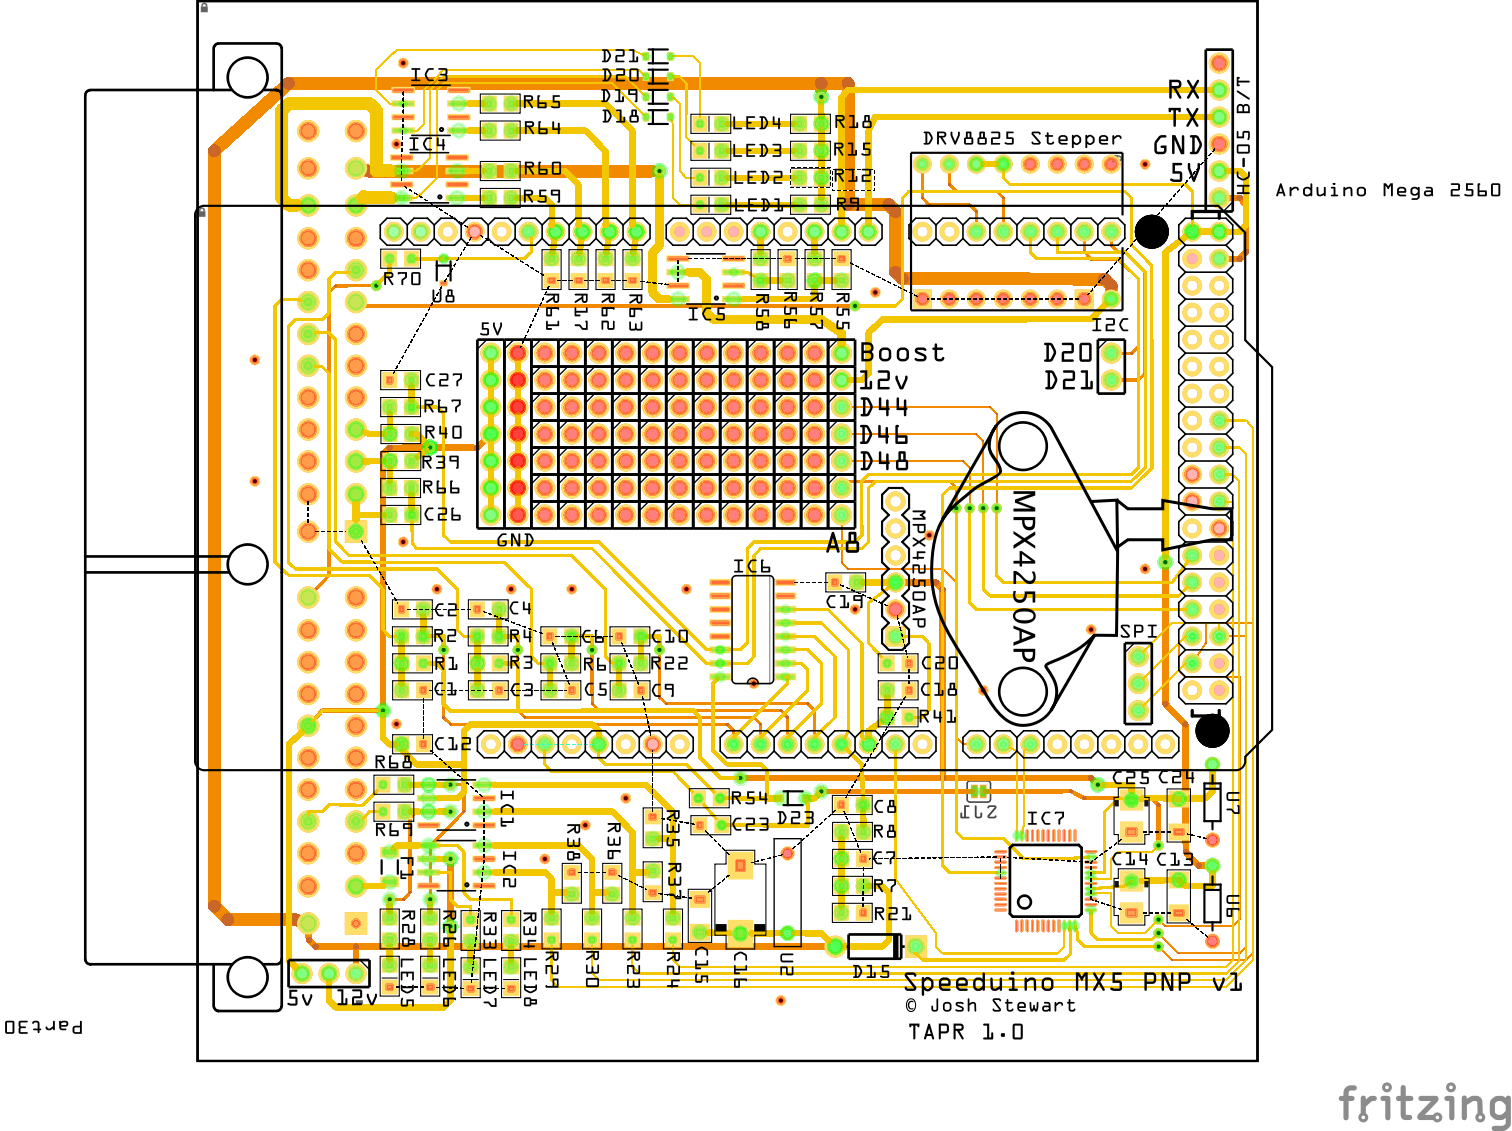 D21
D20
D19
D18
IC3
IC4
R65
R64
R60
R59
LED4
LED3
LED2
LED1
R18
R15
R12
R9
DRV8825 Stepper
RX
TX
GND
5V
HC-05 B/T
Arduino Mega 2560
R70
U8
R61
R17
R62
R63
IC5
R58
R56
R57
R55
I2C
D20
D21
5V
GND
Boost
12v
D44
D46
D48
A8
C27
R67
R40
R39
R66
C26
MPX4250AP
MPX4250AP
IC6
C19
C2
C4
R2
R4
C6
C10
R1
R3
R6
R22
C1
C3
C5
C9
C20
C18
R41
SPI
C12
R68
R69
IC1
IC2
F1
R38
R36
R35
R37
R54
C23
D23
C8
R8
C7
R7
R21
JP2
IC7
C25
C24
U7
C14
C13
U6
R28
R26
R33
R34
LED5
LED6
LED7
LED8
R29
R30
R23
R24
C15
C16
U2
D15
5v
12v
Speeduino MX5 PNP v1
© Josh Stewart
TAPR 1.0
Part30
fritzing